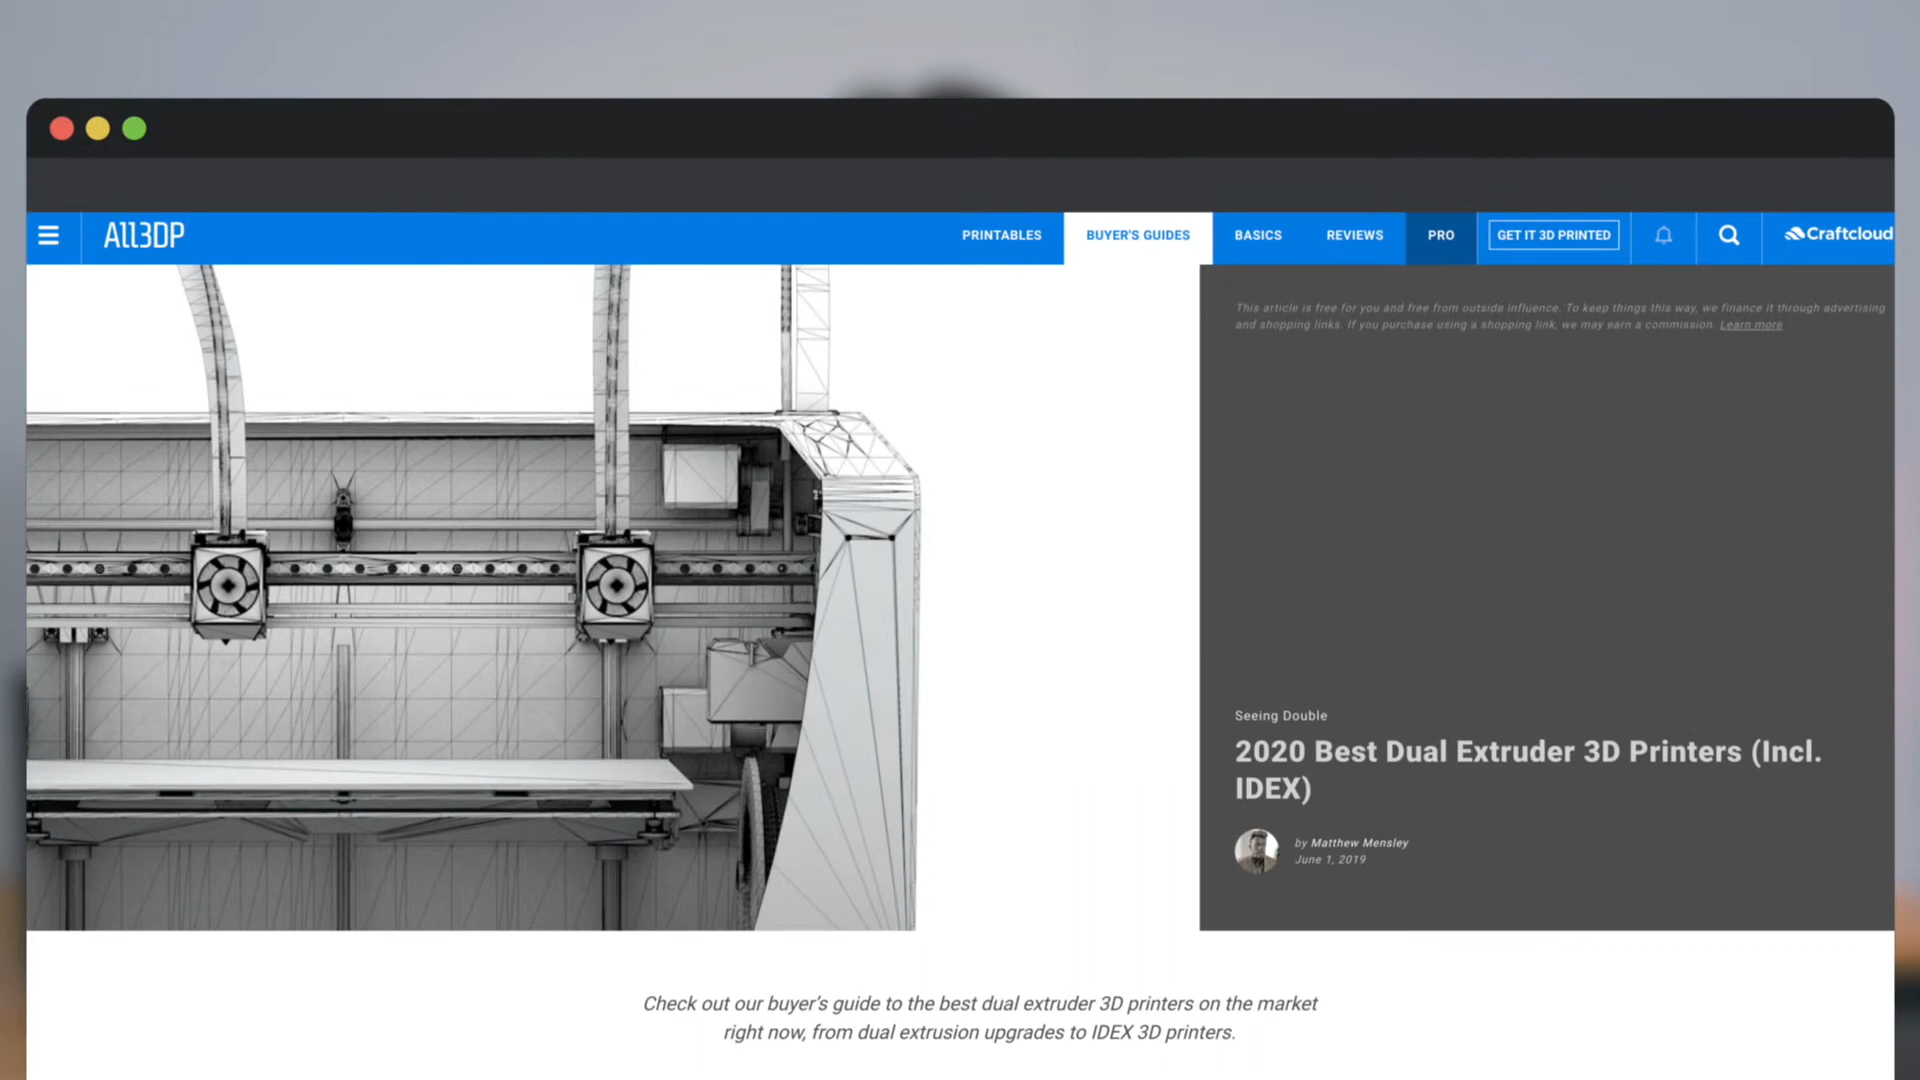 All3DP
PRINTABLES
BUYER'S GUIDES
BASICS
REVIEWS
PRO
GET IT 3D PRINTED
Craftcloud
This article is free for you and free from outside influence. To keep things this way, we finance it through advertising
and shopping links. If you purchase using a shopping link, we may earn a commission. Learn more
Seeing Double
2020 Best Dual Extruder 3D Printers (Incl.
IDEX)
by Matthew Mensley
June 1, 2019
Check out our buyer's guide to the best dual extruder 3D printers on the market
right now, from dual extrusion upgrades to IDEX 3D printers.